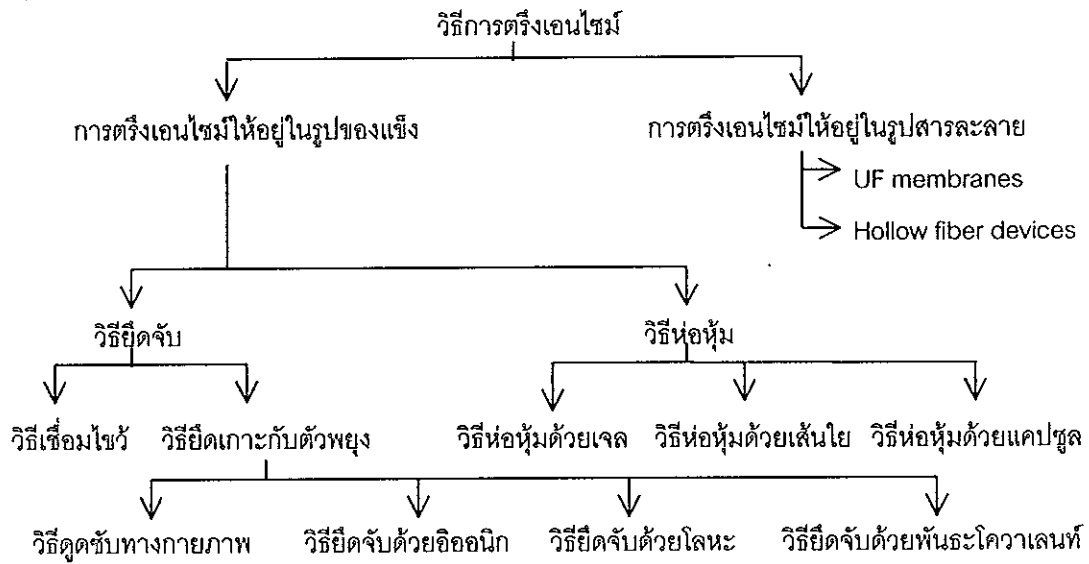 วิธีการตรึงเอนไซม์
การตรึงเอนไซม์ให้อยู่ในรูปของแข็ง การตรึงเอนไซม์ให้อยู่ในรูปสารละลาย
UF membranes
Hollow fiber devices
วิธียึดจับ วิธีห่อหุ้ม
วิธีเชื่อมไขว้ วิธียึดเกาะกับตัวพยุง วิธีห่อหุ้มด้วยเจล วิธีห่อหุ้มด้วยเส้นใย วิธีห่อหุ้มด้วยแคปซูล
วิธีดูดซับทางกายภาพ วิธียึดจับด้วยอิออนิก วิธียึดจับด้วยโลหะ วิธียึดจับด้วยพันธะโควาเลนท์